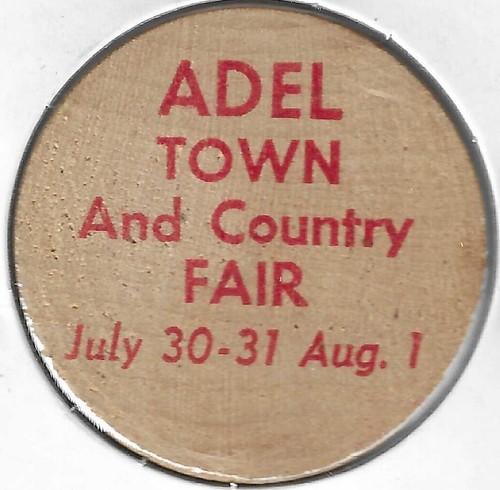 ADEL
TOWN
And Country
FAIR
July 30-31 Aug. 1